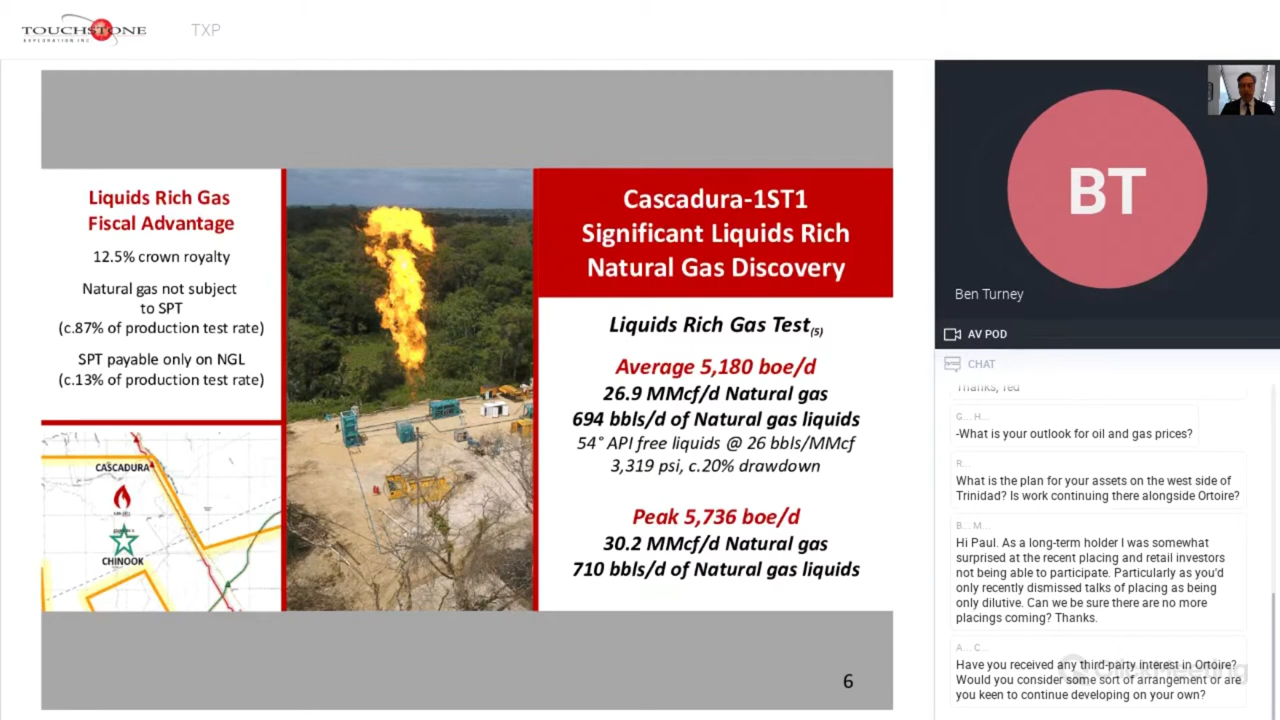 TOUCHSTONE
EXPLORATION INC
TXP
Liquids Rich Gas
Fiscal Advantage
12.5% crown royalty
Natural gas not subject
to SPT
(c.87% of production test rate)
SPT payable only on NGL
(c.13% of production test rate)
CASCADURA
CHINOOK
Cascadura-1ST1
Significant Liquids Rich
Natural Gas Discovery
Liquids Rich Gas Test(5)
Average 5,180 boe/d
26.9 MMcf/d Natural gas
694 bbls/d of Natural gas liquids
54° API free liquids @ 26 bbls/MMcf
3,319 psi, c.20% drawdown
Peak 5,736 boe/d
30.2 MMcf/d Natural gas
710 bbls/d of Natural gas liquids
6
BT
Ben Turney
AV POD
CHAT
Thanks, Ted
G... H...
-What is your outlook for oil and gas prices?
R...
What is the plan for your assets on the west side of
Trinidad? Is work continuing there alongside Ortoire?
B... M...
Hi Paul. As a long-term holder I was somewhat
surprised at the recent placing and retail investors
not being able to participate. Particularly as you'd
only recently dismissed talks of placing as being
only dilutive. Can we be sure there are no more
placings coming? Thanks.
A... C...
Have you received any third-party interest in Ortoire?
Would you consider some sort of arrangement or are
you keen to continue developing on your own?